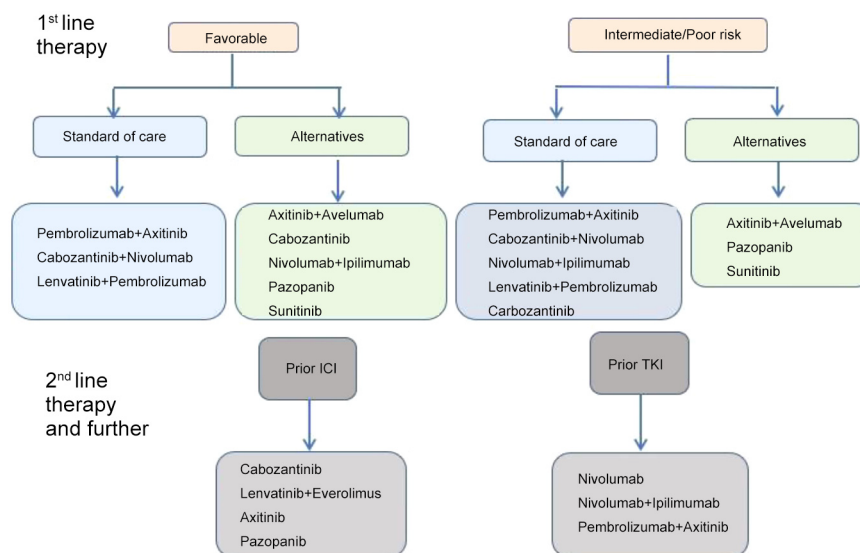 1st line
therapy
Favorable
Intermediate/Poor risk
Standard of care
Alternatives
Standard of care
Alternatives
Pembrolizumab+Axitinib
Cabozantinib+Nivolumab
Lenvatinib+Pembrolizumab
Axitinib+Avelumab
Cabozantinib
Nivolumab+Ipilimumab
Pazopanib
Sunitinib
Pembrolizumab+Axitinib
Cabozantinib+Nivolumab
Nivolumab+Ipilimumab
Lenvatinib+Pembrolizumab
Carbozantinib
Axitinib+Avelumab
Pazopanib
Sunitinib
2nd line
therapy
and further
Prior ICI
Prior TKI
Cabozantinib
Lenvatinib+Everolimus
Axitinib
Pazopanib
Nivolumab
Nivolumab+Ipilimumab
Pembrolizumab+Axitinib